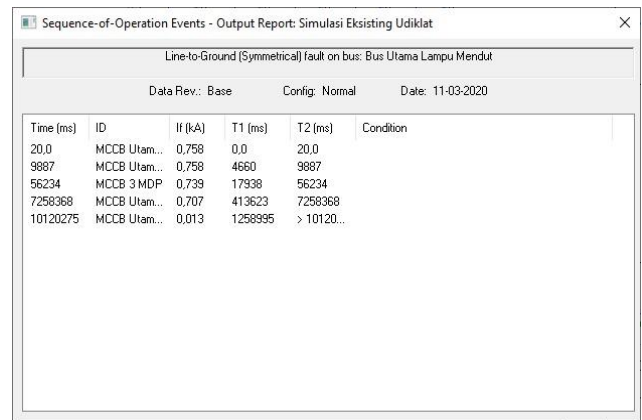 Sequence-of-Operation Events - Output Report: Simulasi Eksisting Udiklat
Line-to-Ground (Symmetrical) fault on bus: Bus Utama Lampu Mendut
Data Rev.: Base Config: Normal Date: 11-03-2020
Time (ms) ID If (kA) T1 (ms) T2 (ms) Condition
20,0 MCCB Utam... 0,758 0,0 20,0
9887 MCCB Utam... 0,758 4660 9887
56234 MCCB 3 MDP 0,739 17938 56234
7258368 MCCB Utam... 0,707 413623 7258368
10120275 MCCB Utam... 0,013 1258995 > 10120...